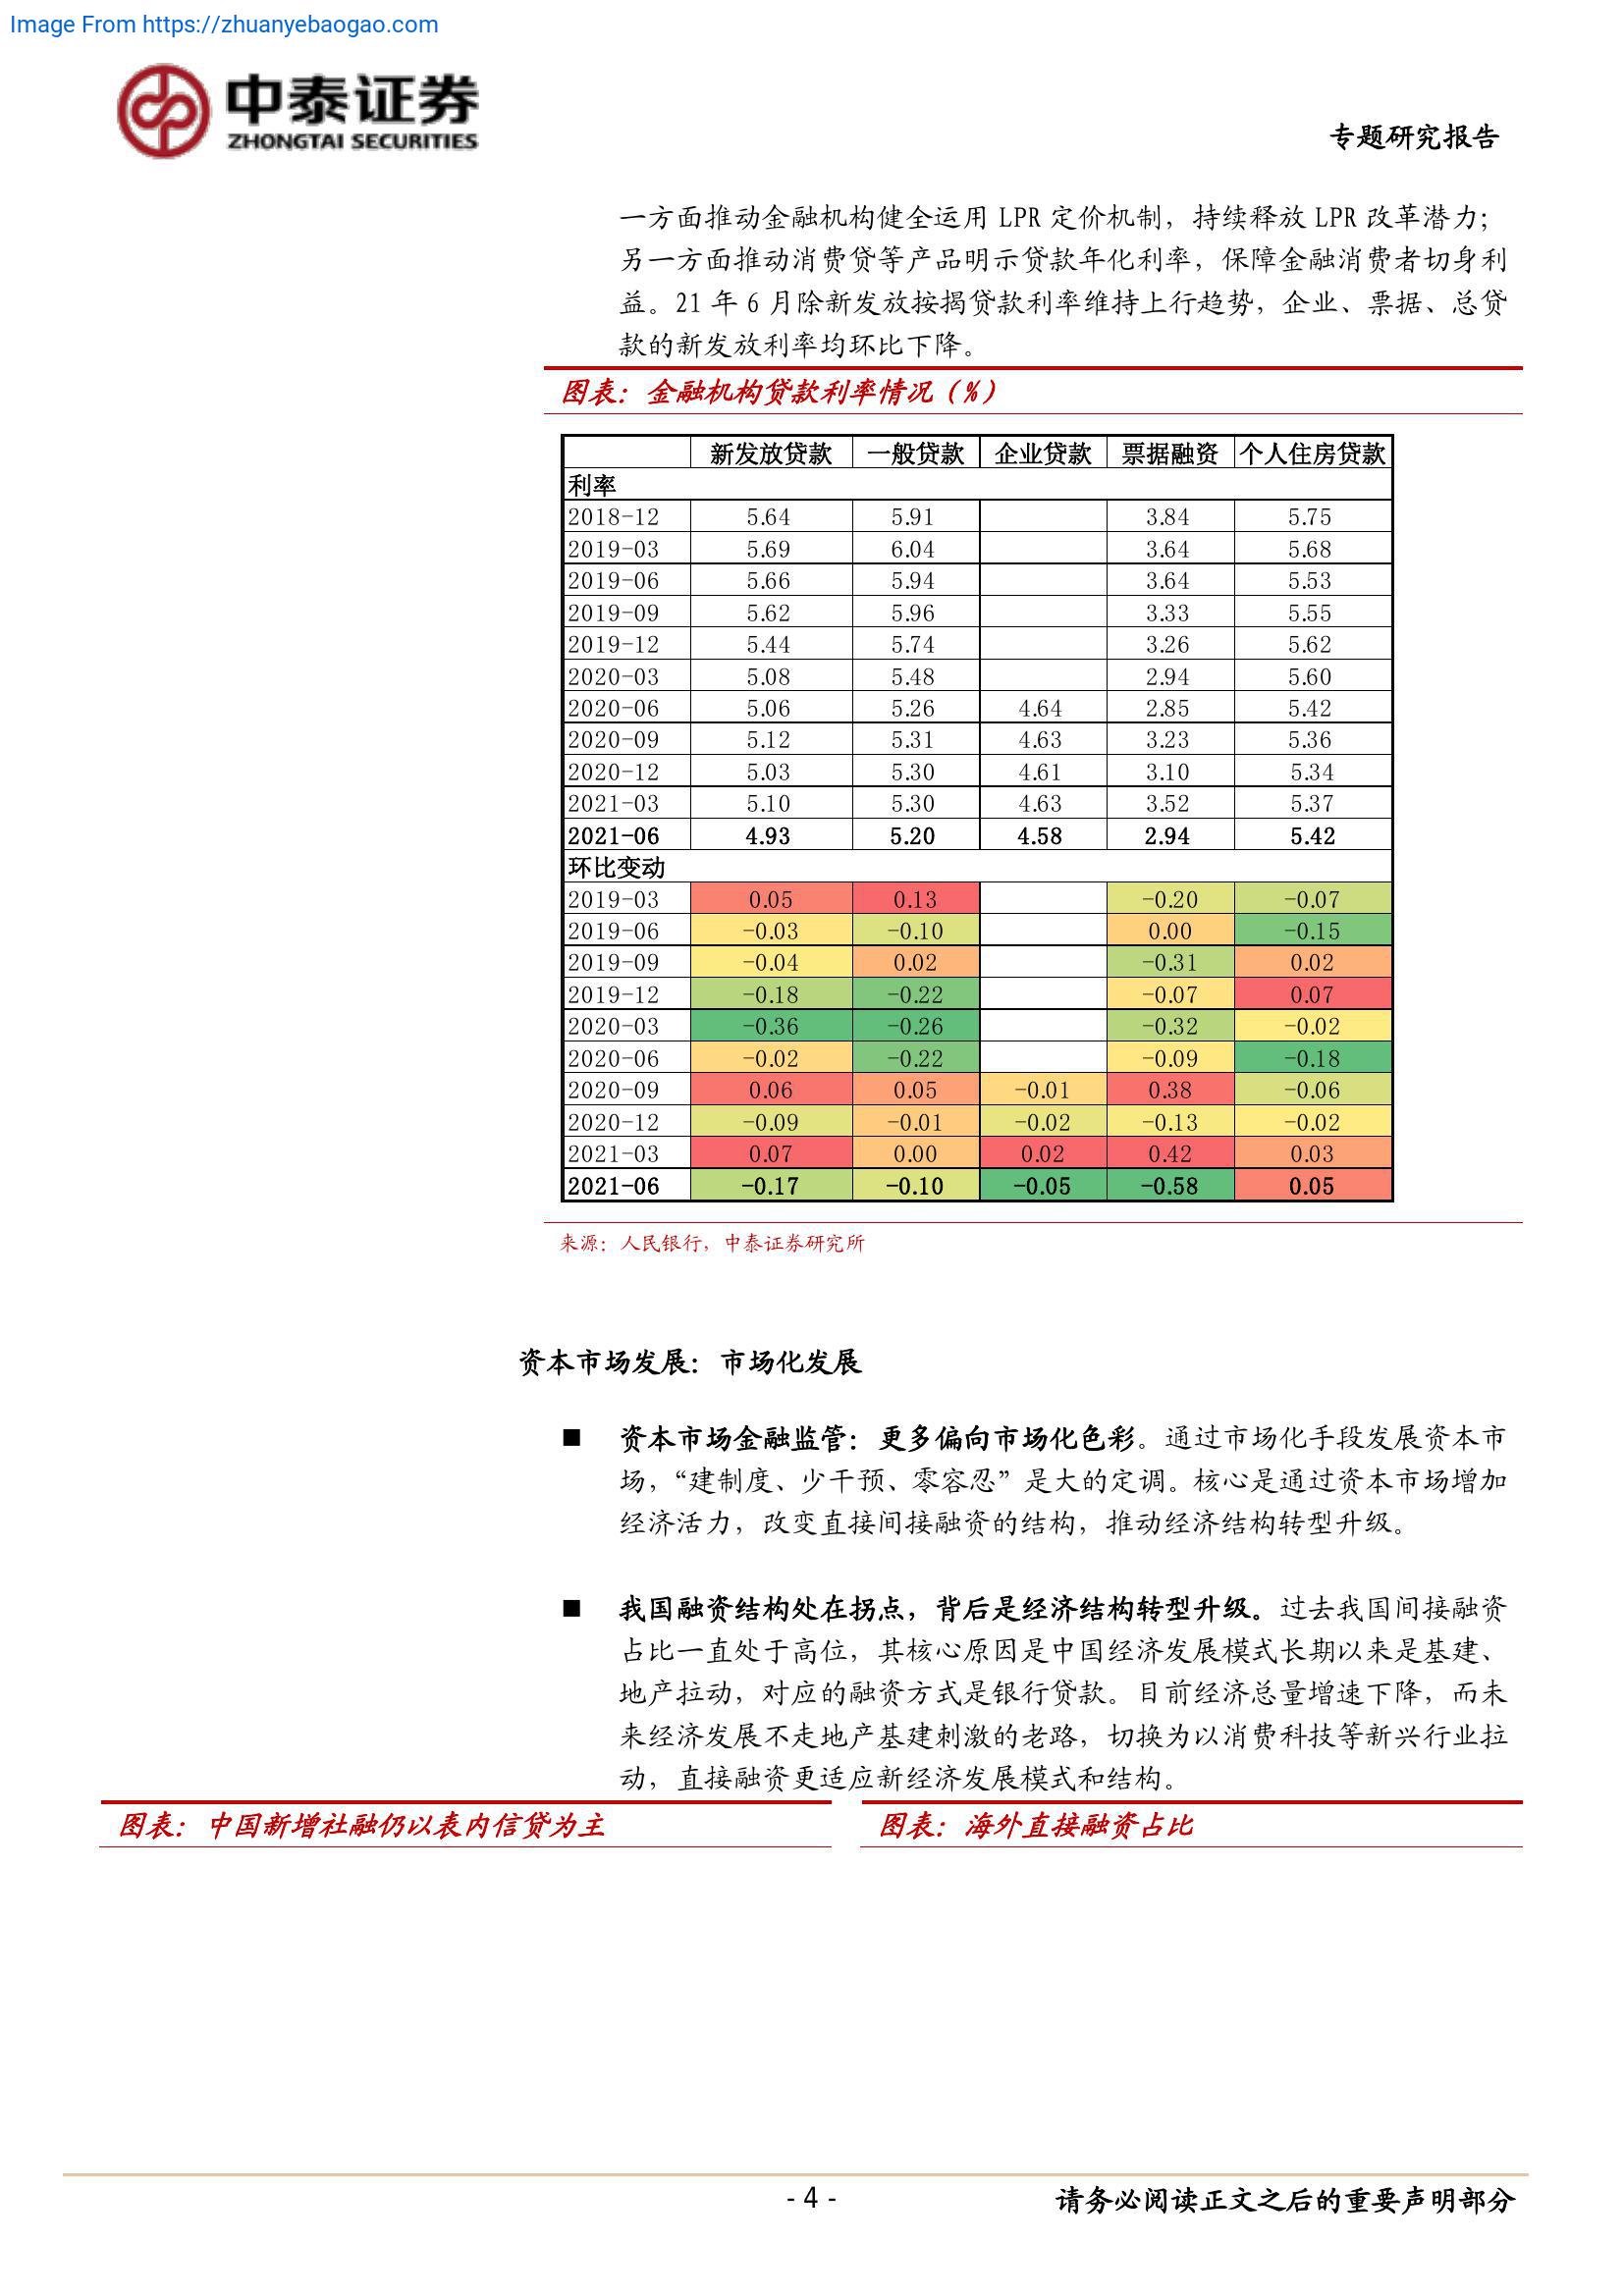 Image From https://zhuanyebaogao.com
中泰证券
ZHONGTAI SECURITIES
专题研究报告
一方面推动金融机构健全运用 LPR 定价机制，持续释放 LPR 改革潜力；
另一方面推动消费贷等产品明示贷款年化利率，保障金融消费者切身利
益。21 年 6 月除新发放按揭贷款利率维持上行趋势，企业、票据、总贷
款的新发放利率均环比下降。
图表：金融机构贷款利率情况（%）
新发放贷款 一般贷款 企业贷款 票据融资 个人住房贷款
利率
2018-12 5.64 5.91 3.84 5.75
2019-03 5.69 6.04 3.64 5.68
2019-06 5.66 5.94 3.64 5.53
2019-09 5.62 5.96 3.33 5.55
2019-12 5.44 5.74 3.26 5.62
2020-03 5.08 5.48 2.94 5.60
2020-06 5.06 5.26 4.64 2.85 5.42
2020-09 5.12 5.31 4.63 3.23 5.36
2020-12 5.03 5.30 4.61 3.10 5.34
2021-03 5.10 5.30 4.63 3.52 5.37
2021-06 4.93 5.20 4.58 2.94 5.42
环比变动
2019-03 0.05 0.13 -0.20 -0.07
2019-06 -0.03 -0.10 0.00 -0.15
2019-09 -0.04 0.02 -0.31 0.02
2019-12 -0.18 -0.22 -0.07 0.07
2020-03 -0.36 -0.26 -0.32 -0.02
2020-06 -0.02 -0.22 -0.09 -0.18
2020-09 0.06 0.05 -0.01 0.38 -0.06
2020-12 -0.09 -0.01 -0.02 -0.13 -0.02
2021-03 0.07 0.00 0.02 0.42 0.03
2021-06 -0.17 -0.10 -0.05 -0.58 0.05
来源：人民银行，中泰证券研究所
资本市场发展：市场化发展
■ 资本市场金融监管：更多偏向市场化色彩。通过市场化手段发展资本市
场，“建制度、少干预、零容忍”是大的定调。核心是通过资本市场增加
经济活力，改变直接间接融资的结构，推动经济结构转型升级。
■ 我国融资结构处在拐点，背后是经济结构转型升级。过去我国间接融资
占比一直处于高位，其核心原因是中国经济发展模式长期以来是基建、
地产拉动，对应的融资方式是银行贷款。目前经济总量增速下降，而未
来经济发展不走地产基建刺激的老路，切换为以消费科技等新兴行业拉
动，直接融资更适应新经济发展模式和结构。
图表：中国新增社融仍以表内信贷为主
图表：海外直接融资占比
- 4 -
请务必阅读正文之后的重要声明部分